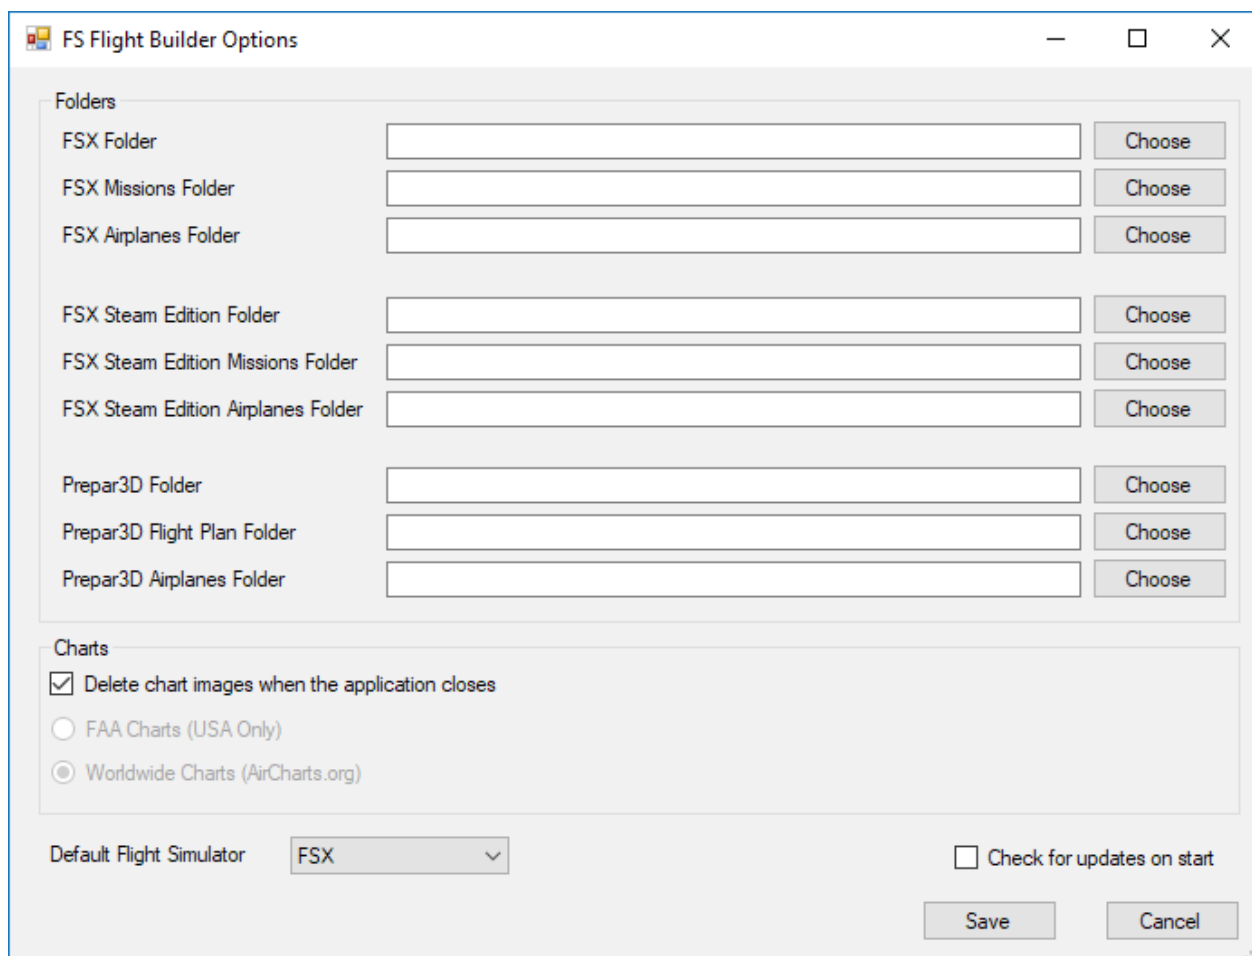 FS Flight Builder Options
Folders
FSX Folder Choose
FSX Missions Folder Choose
FSX Airplanes Folder Choose
FSX Steam Edition Folder Choose
FSX Steam Edition Missions Folder Choose
FSX Steam Edition Airplanes Folder Choose
Prepar3D Folder Choose
Prepar3D Flight Plan Folder Choose
Prepar3D Airplanes Folder Choose
Charts
Delete chart images when the application closes
FAA Charts (USA Only)
Worldwide Charts (AirCharts.org)
Default Flight Simulator FSX Check for updates on start
Save Cancel